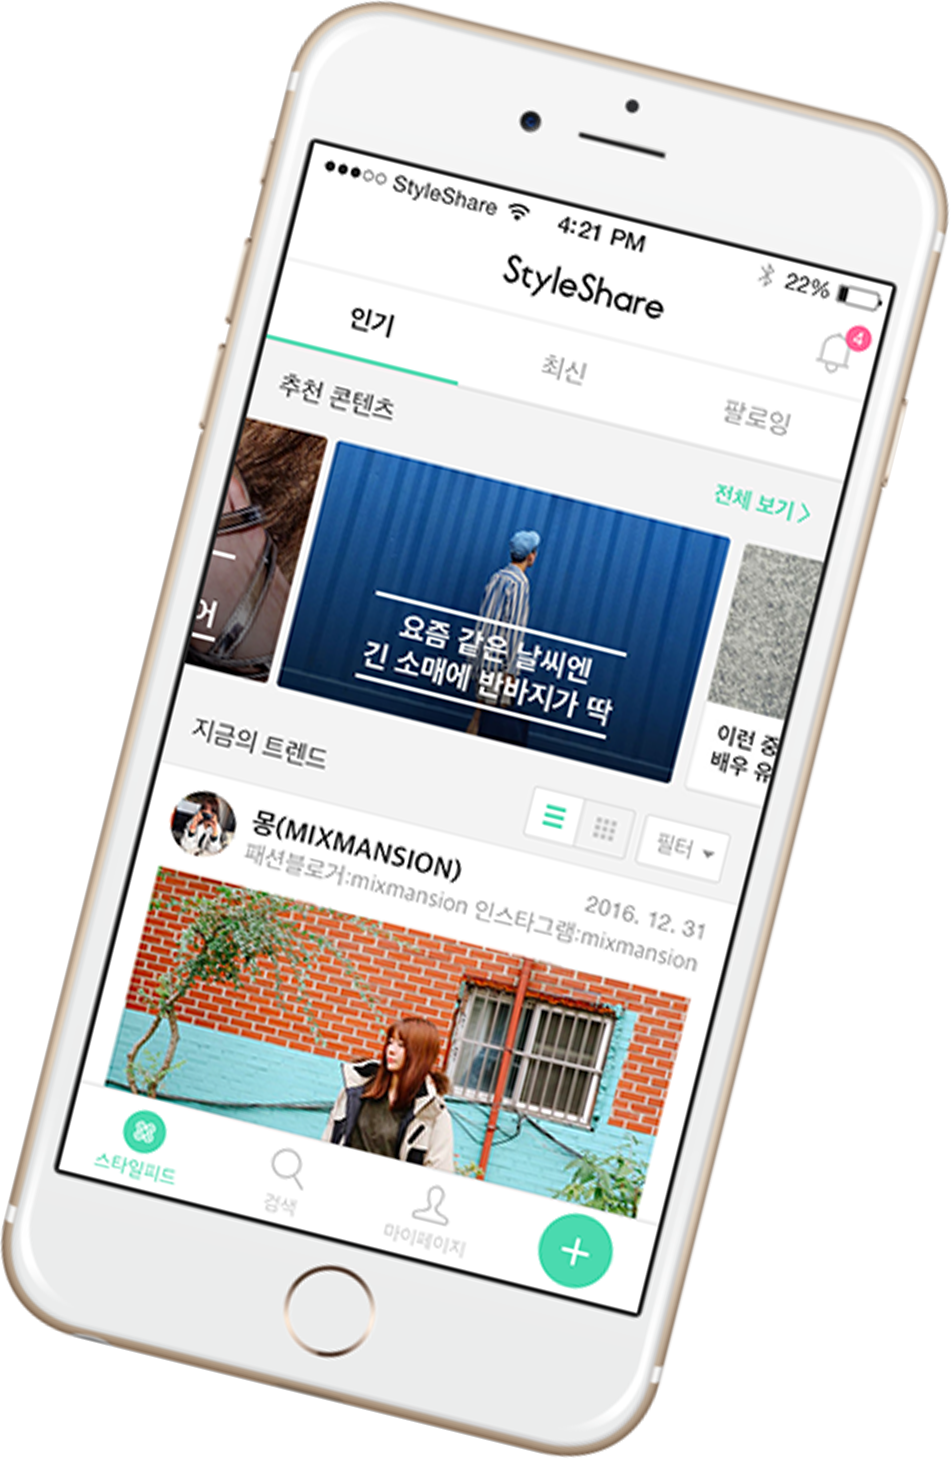 StyleShare 4:21 PM 22%
StyleShare
4
인기 최신 팔로잉
추천 콘텐츠
전체 보기
어
요즘 같은 날씨엔
긴 소매에 반바지가 딱
이런 중
배우 유
지금의 트렌드
필터
몽(MIXMANSION)
2016. 12. 31
패션블로거:mixmansion 인스타그램:mixmansion
스타일피드 검색 마이페이지